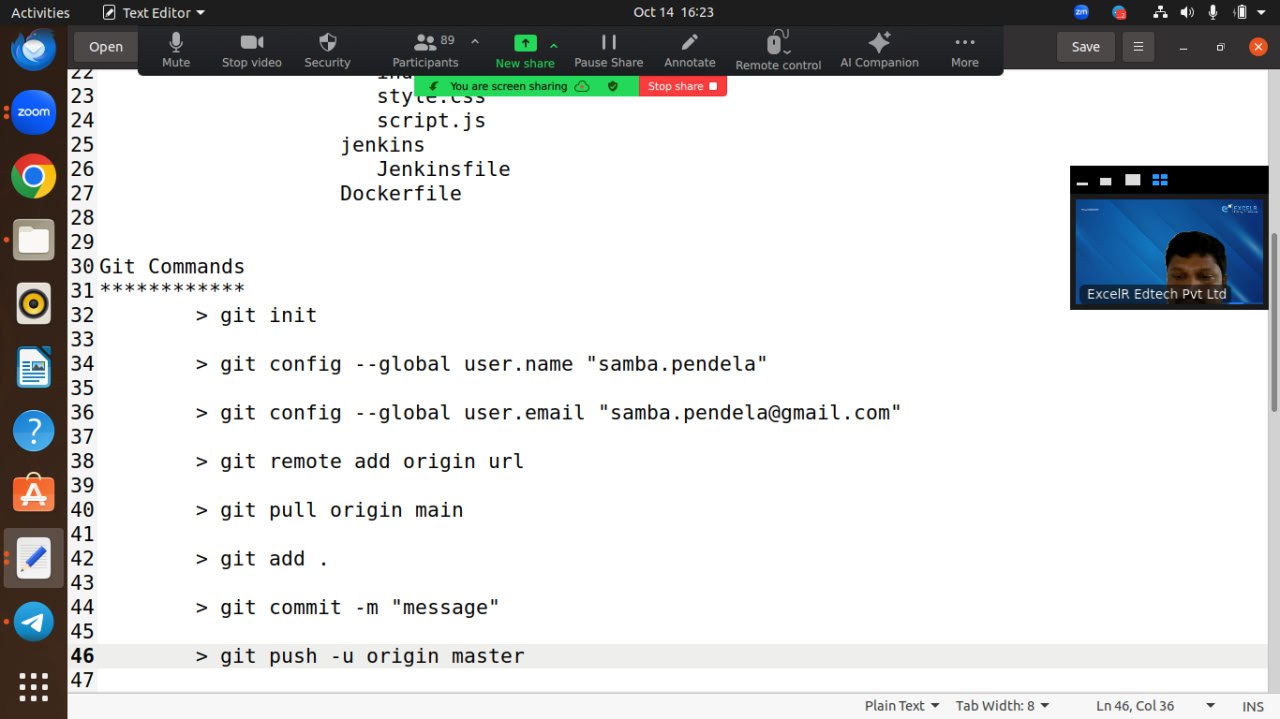 Activities
Text Editor
Oct 14 16:23
zm
Open
Mute
Stop video
Security
89
Participants
New share
Pause Share
Annotate
Remote control
AI Companion
More
Save
You are screen sharing
Stop share
zoom
22
23 style.css
24 script.js
25 jenkins
26 Jenkinsfile
27 Dockerfile
28
29
30 Git Commands
31 ************
32 > git init
33
34 > git config --global user.name "samba.pendela"
35
36 > git config --global user.email "samba.pendela@gmail.com"
37
38 > git remote add origin url
39
40 > git pull origin main
41
42 > git add .
43
44 > git commit -m "message"
45
46 > git push -u origin master
47
EXCELR
ExcelR Edtech Pvt Ltd
Plain Text
Tab Width: 8
Ln 46, Col 36
INS